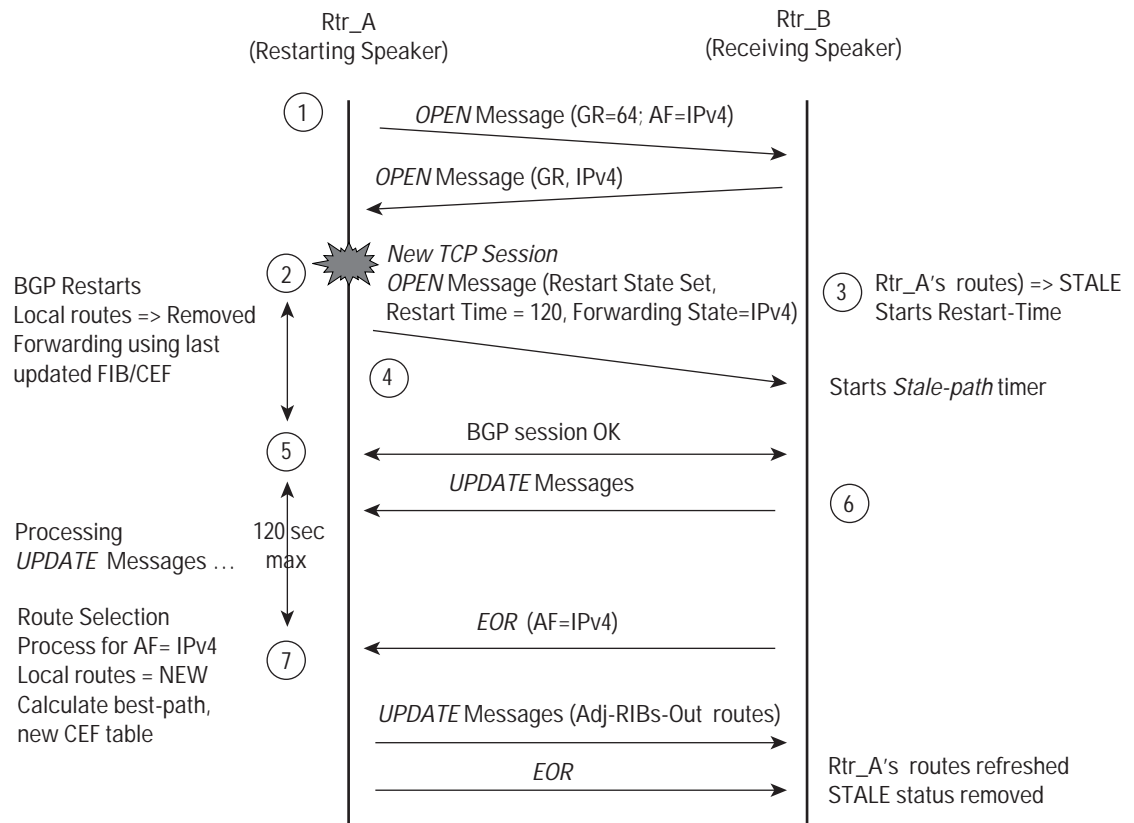 Rtr_A
(Restarting Speaker)
Rtr_B
(Receiving Speaker)
1
OPEN Message (GR=64; AF=IPv4)
OPEN Message (GR, IPv4)
2
BGP Restarts
Local routes => Removed
Forwarding using last
updated FIB/CEF
New TCP Session
OPEN Message (Restart State Set,
Restart Time = 120, Forwarding State=IPv4)
3
Rtr_A's routes) => STALE
Starts Restart-Time
4
Starts Stale-path timer
5
BGP session OK
UPDATE Messages
6
Processing
UPDATE Messages ...
120 sec
max
Route Selection
Process for AF= IPv4
Local routes = NEW
Calculate best-path,
new CEF table
7
EOR (AF=IPv4)
UPDATE Messages (Adj-RIBs-Out routes)
EOR
Rtr_A's routes refreshed
STALE status removed